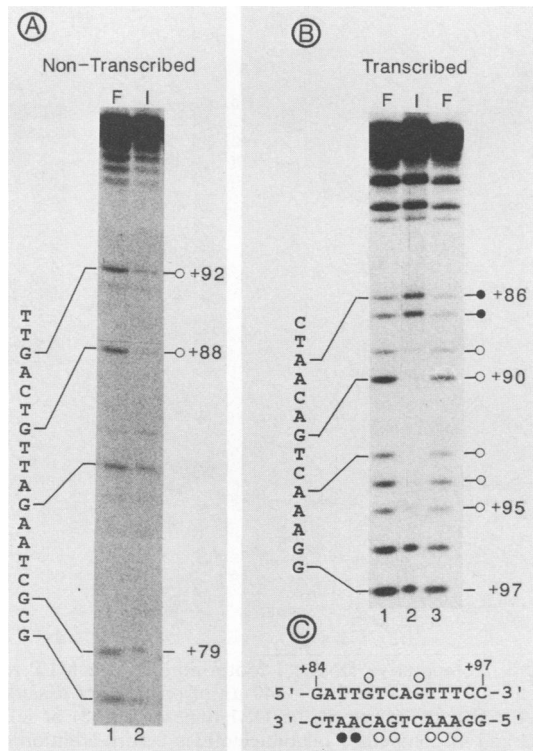 A
Non-Transcribed
F I
T
T
G
A
C
T
G
T
T
A
G
A
A
T
C
G
C
G
+92
+88
+79
1 2
B
Transcribed
F I F
C
T
A
A
C
A
G
T
C
A
A
A
G
G
+86
+90
+95
+97
1 2 3
C
+84 +97
5'-GATTGTCAGTTTCC-3'
3'-CTAACAGTCAAAGG-5'